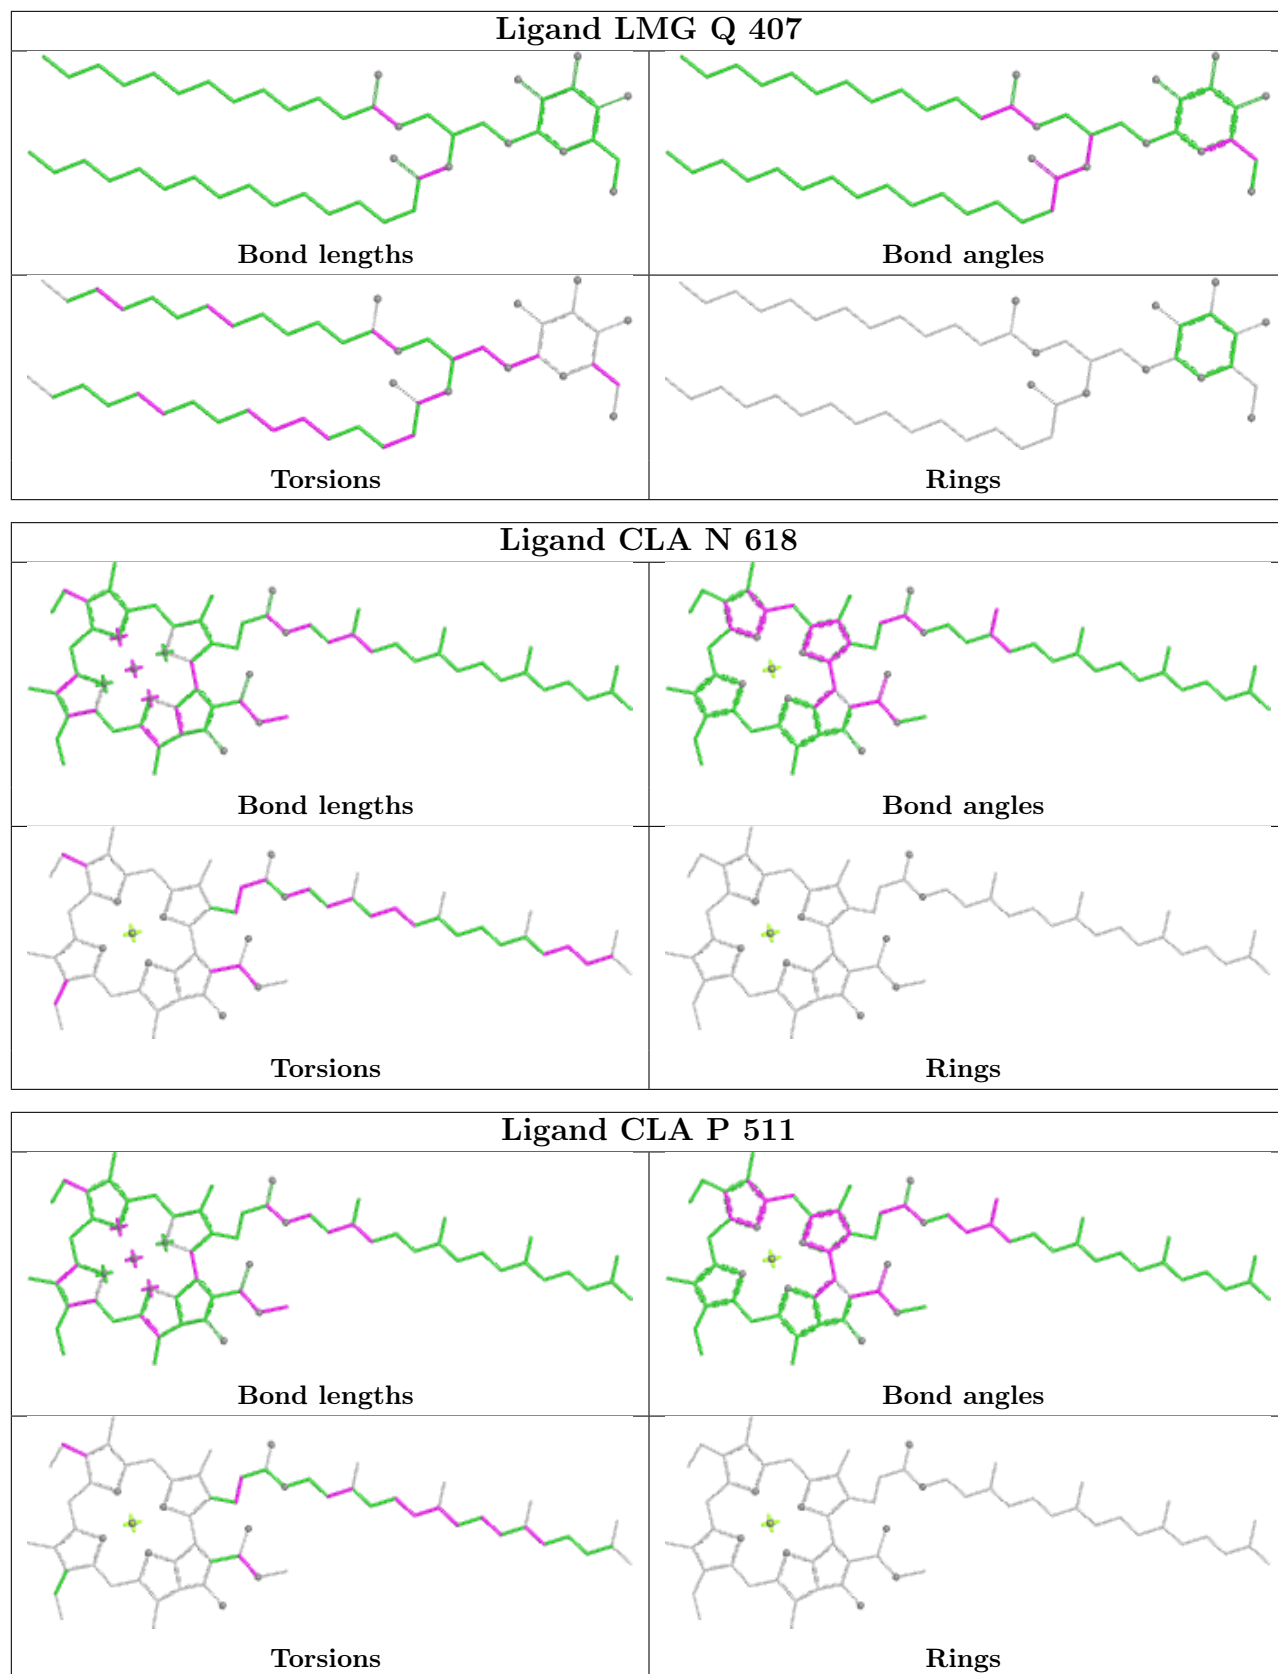 Ligand LMG Q 407
Bond lengths
Bond angles
Torsions
Rings
Ligand CLA N 618
Bond lengths
Bond angles
Torsions
Rings
Ligand CLA P 511
Bond lengths
Bond angles
Torsions
Rings